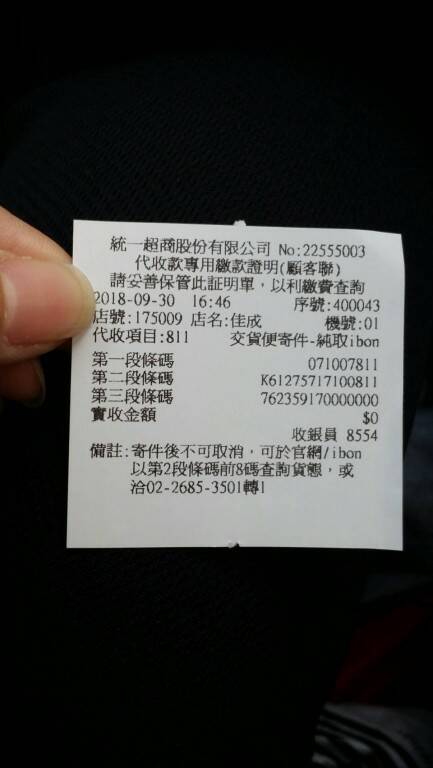 統一超商股份有限公司 No:22555003
代收款專用繳款證明(顧客聯)
請妥善保管此証明單，以利繳費查詢
2018-09-30 16:46 序號:400043
店號:175009 店名:佳成 機號:01
代收項目:811 交貨便寄件-純取ibon
第一段條碼 071007811
第二段條碼 K61275717100811
第三段條碼 762359170000000
實收金額 $0
收銀員 8554
備註:寄件後不可取消，可於官網/ibon
以第2段條碼前8碼查詢貨態，或
洽02-2685-3501轉1